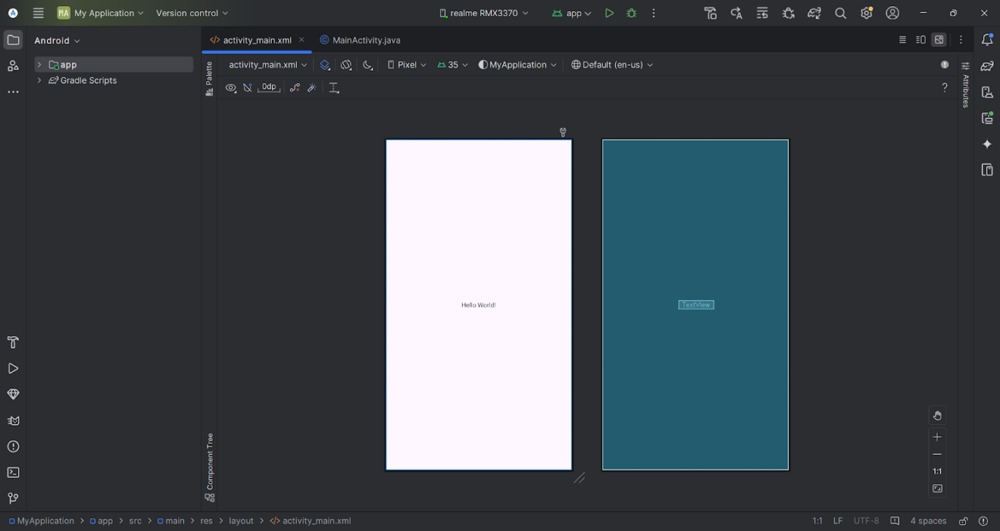 MA My Application Version control realme RMX3370 app
Android activity_main.xml MainActivity.java
app
Gradle Scripts
Palette
activity_main.xml Pixel 35 MyApplication Default (en-us)
0dp ?
Attributes
Hello World!
TextView
Component Tree
1:1
MyApplication app src main res layout activity_main.xml 1:1 LF UTF-8 4 spaces